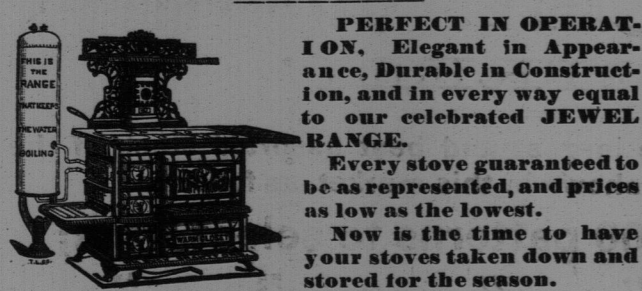 THIS IS
THE
RANGE
THAT KEEPS
THE WATER
BOILING
PERFECT IN OPERAT-
ION, Elegant in Appear-
ance, Durable in Construct-
ion, and in every way equal
to our celebrated JEWEL
RANGE.
Every stove guaranteed to
be as represented, and prices
as low as the lowest.
Now is the time to have
your stoves taken down and
stored for the season.